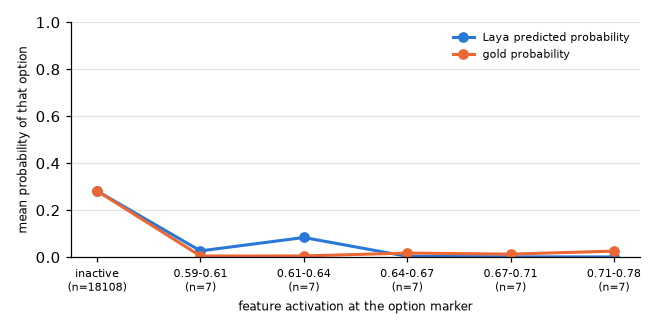 1.0
0.8
0.6
0.4
0.2
0.0
mean probability of that option
Laya predicted probability
gold probability
inactive
(n=18108)
0.59-0.61
(n=7)
0.61-0.64
(n=7)
0.64-0.67
(n=7)
0.67-0.71
(n=7)
0.71-0.78
(n=7)
feature activation at the option marker